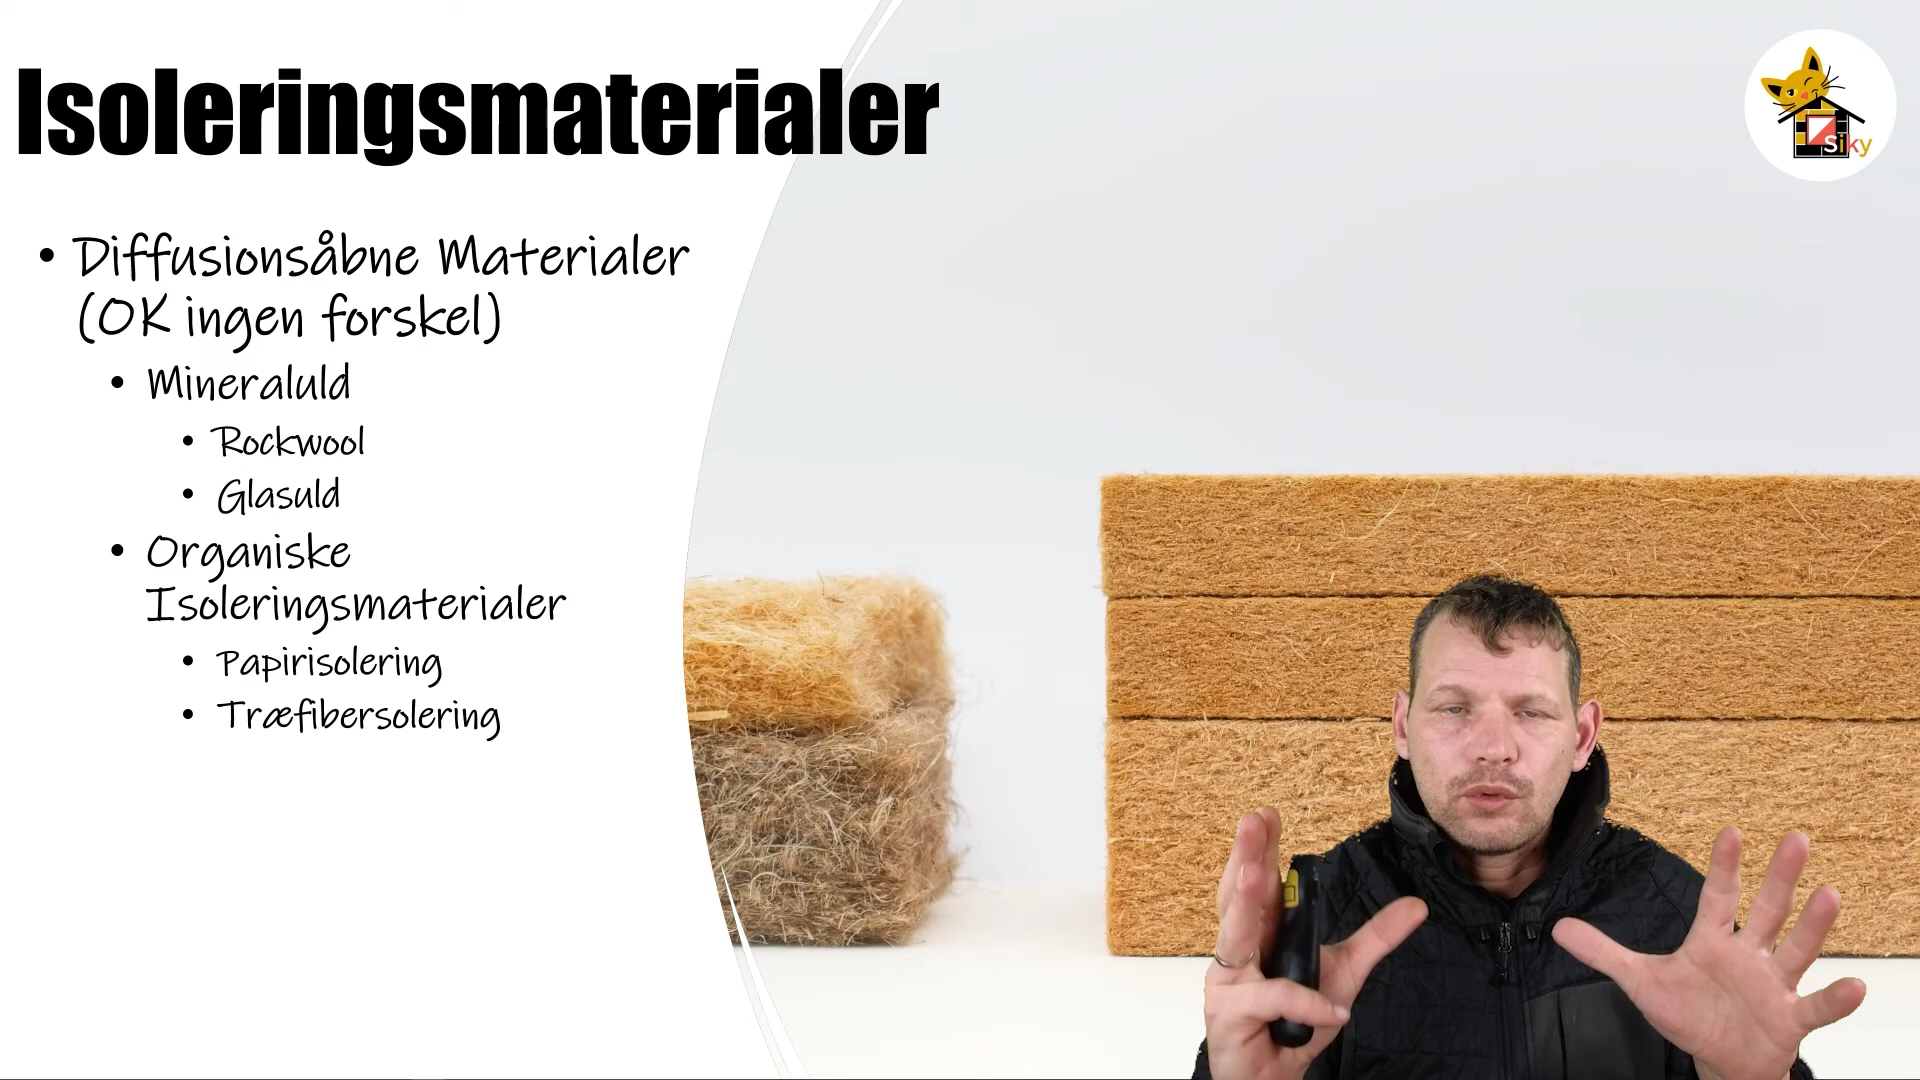 Isoleringsmaterialer
Siky
• Diffusionsåbne Materialer
(OK ingen forskel)
• Mineraluld
• Rockwool
• Glasuld
• Organiske
Isoleringsmaterialer
• Papirisolering
• Træfibersolering